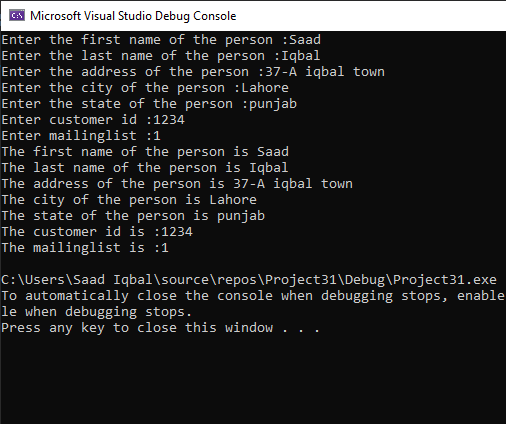 Microsoft Visual Studio Debug Console
Enter the first name of the person :Saad
Enter the last name of the person :Iqbal
Enter the address of the person :37-A iqbal town
Enter the city of the person :Lahore
Enter the state of the person :punjab
Enter customer id :1234
Enter mailinglist :1
The first name of the person is Saad
The last name of the person is Iqbal
The address of the person is 37-A iqbal town
The city of the person is Lahore
The state of the person is punjab
The customer id is :1234
The mailinglist is :1
C:\Users\Saad Iqbal\source\repos\Project31\Debug\Project31.exe
To automatically close the console when debugging stops, enable
le when debugging stops.
Press any key to close this window . . .